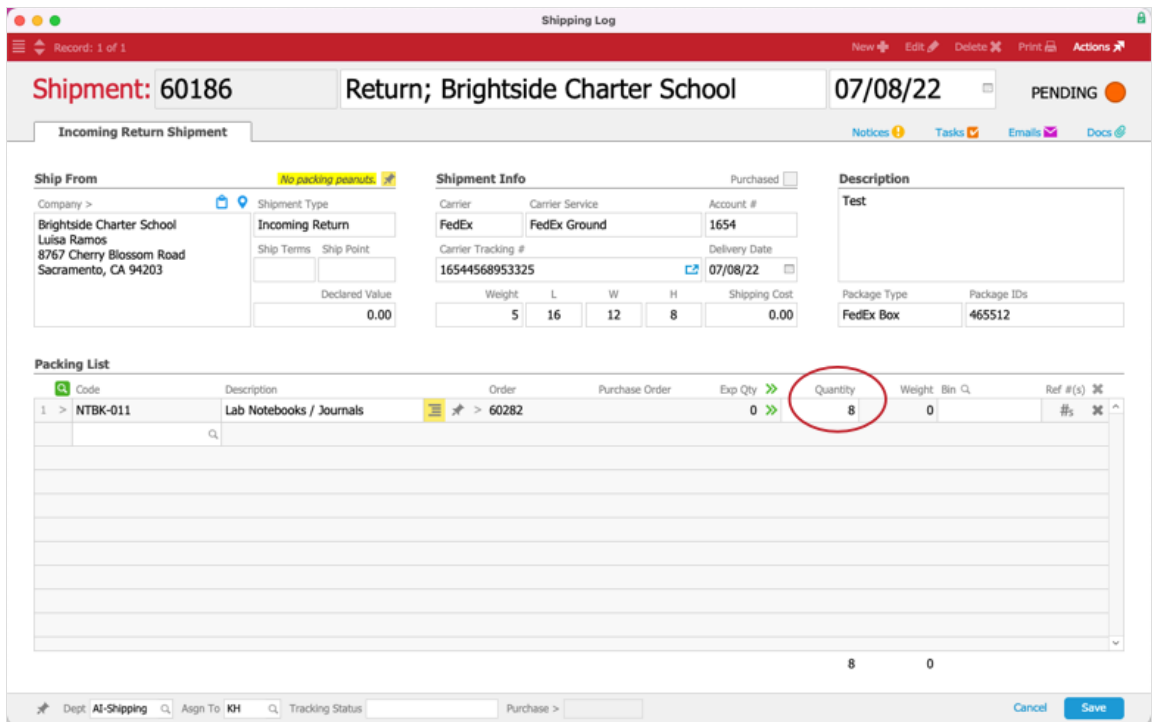 Shipping Log
Record: 1 of 1 New Edit Delete Print Actions
Shipment: 60186 Return; Brightside Charter School 07/08/22 PENDING
Incoming Return Shipment Notices Tasks Emails Docs
Ship From No packing peanuts. Shipment Info Purchased Description
Company > Shipment Type Carrier Carrier Service Account # Test
Brightside Charter School Incoming Return FedEx FedEx Ground 1654
Luisa Ramos
8767 Cherry Blossom Road Ship Terms Ship Point Carrier Tracking # Delivery Date
Sacramento, CA 94203 16544568953325 07/08/22
Declared Value Weight L W H Shipping Cost Package Type Package IDs
0.00 5 16 12 8 0.00 FedEx Box 465512
Packing List
Code Description Order Purchase Order Exp Qty Quantity Weight Bin Ref #(s)
1 > NTBK-011 Lab Notebooks / Journals > 60282 0 8 0 #s
8 0
Dept AI-Shipping Asgn To KH Tracking Status Purchase > Cancel Save